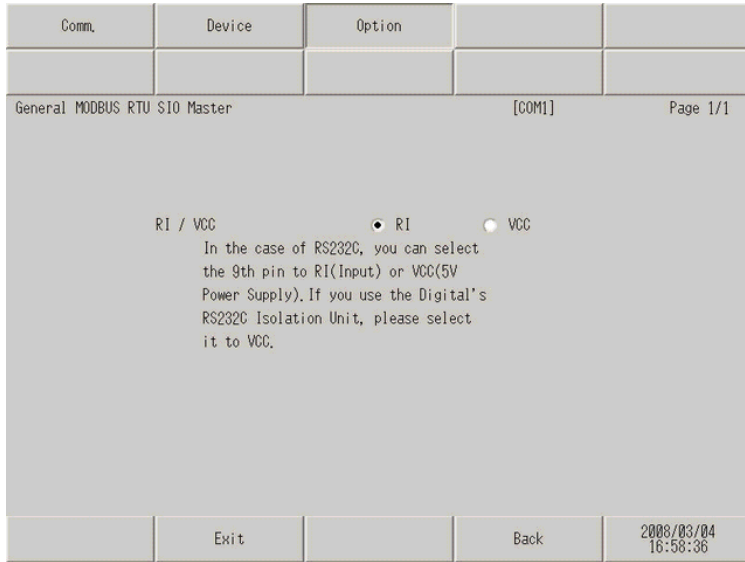 Comm. Device Option
General MODBUS RTU SIO Master [COM1] Page 1/1
RI / VCC RI VCC
In the case of RS232C, you can select
the 9th pin to RI(Input) or VCC(5V
Power Supply). If you use the Digital's
RS232C Isolation Unit, please select
it to VCC.
Exit Back 2008/03/04
16:58:36